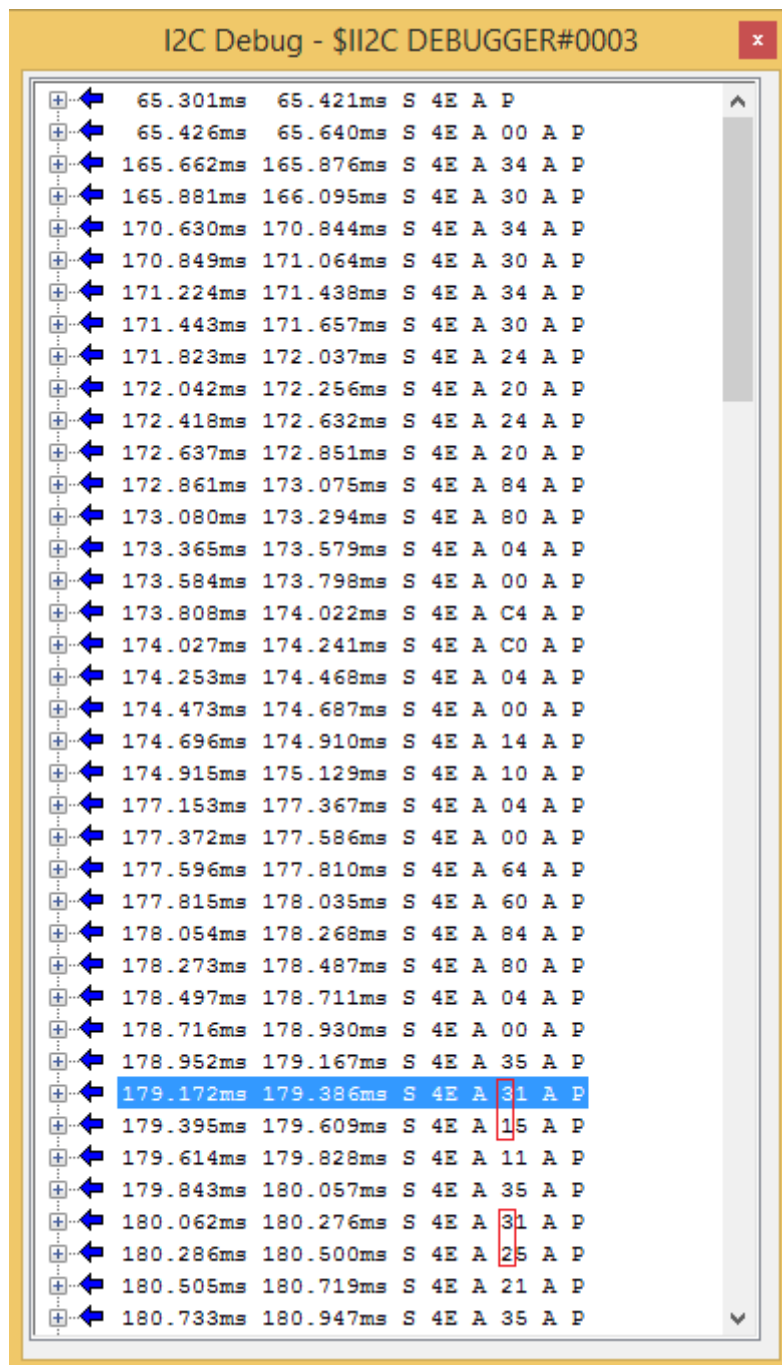 I2C Debug - $II2C DEBUGGER#0003
x
65.301ms 65.421ms S 4E A P
65.426ms 65.640ms S 4E A 00 A P
165.662ms 165.876ms S 4E A 34 A P
165.881ms 166.095ms S 4E A 30 A P
170.630ms 170.844ms S 4E A 34 A P
170.849ms 171.064ms S 4E A 30 A P
171.224ms 171.438ms S 4E A 34 A P
171.443ms 171.657ms S 4E A 30 A P
171.823ms 172.037ms S 4E A 24 A P
172.042ms 172.256ms S 4E A 20 A P
172.418ms 172.632ms S 4E A 24 A P
172.637ms 172.851ms S 4E A 20 A P
172.861ms 173.075ms S 4E A 84 A P
173.080ms 173.294ms S 4E A 80 A P
173.365ms 173.579ms S 4E A 04 A P
173.584ms 173.798ms S 4E A 00 A P
173.808ms 174.022ms S 4E A C4 A P
174.027ms 174.241ms S 4E A C0 A P
174.253ms 174.468ms S 4E A 04 A P
174.473ms 174.687ms S 4E A 00 A P
174.696ms 174.910ms S 4E A 14 A P
174.915ms 175.129ms S 4E A 10 A P
177.153ms 177.367ms S 4E A 04 A P
177.372ms 177.586ms S 4E A 00 A P
177.596ms 177.810ms S 4E A 64 A P
177.815ms 178.035ms S 4E A 60 A P
178.054ms 178.268ms S 4E A 84 A P
178.273ms 178.487ms S 4E A 80 A P
178.497ms 178.711ms S 4E A 04 A P
178.716ms 178.930ms S 4E A 00 A P
178.952ms 179.167ms S 4E A 35 A P
179.172ms 179.386ms S 4E A 31 A P
179.395ms 179.609ms S 4E A 15 A P
179.614ms 179.828ms S 4E A 11 A P
179.843ms 180.057ms S 4E A 35 A P
180.062ms 180.276ms S 4E A 31 A P
180.286ms 180.500ms S 4E A 25 A P
180.505ms 180.719ms S 4E A 21 A P
180.733ms 180.947ms S 4E A 35 A P